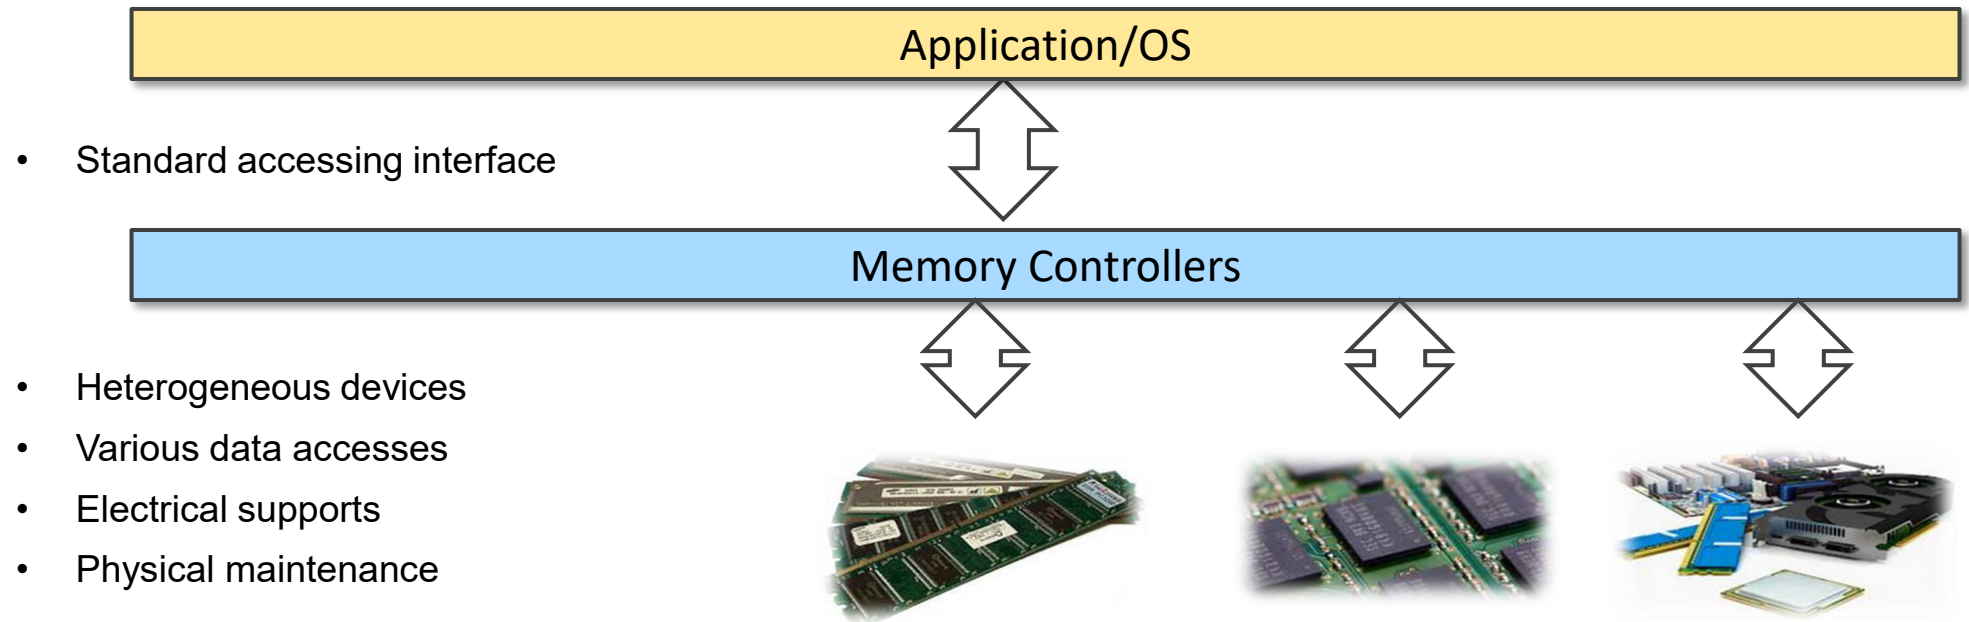 Application/OS
• Standard accessing interface
Memory Controllers
• Heterogeneous devices
• Various data accesses
• Electrical supports
• Physical maintenance